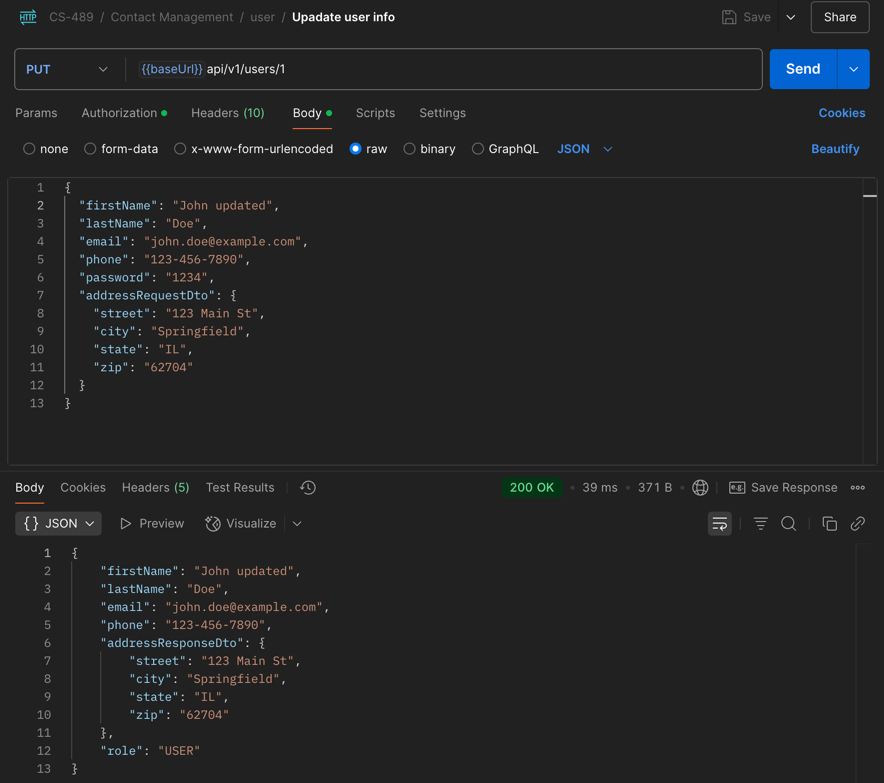 HTTP CS-489 / Contact Management / user / Upadate user info Save Share
PUT {{baseUrl}} api/v1/users/1 Send
Params Authorization Headers (10) Body Scripts Settings Cookies
none form-data x-www-form-urlencoded raw binary GraphQL JSON Beautify
1 {
2 "firstName": "John updated",
3 "lastName": "Doe",
4 "email": "john.doe@example.com",
5 "phone": "123-456-7890",
6 "password": "1234",
7 "addressRequestDto": {
8 "street": "123 Main St",
9 "city": "Springfield",
10 "state": "IL",
11 "zip": "62704"
12 }
13 }
Body Cookies Headers (5) Test Results 200 OK • 39 ms • 371 B • e.g. Save Response
{} JSON Preview Visualize
1 {
2 "firstName": "John updated",
3 "lastName": "Doe",
4 "email": "john.doe@example.com",
5 "phone": "123-456-7890",
6 "addressResponseDto": {
7 "street": "123 Main St",
8 "city": "Springfield",
9 "state": "IL",
10 "zip": "62704"
11 },
12 "role": "USER"
13 }